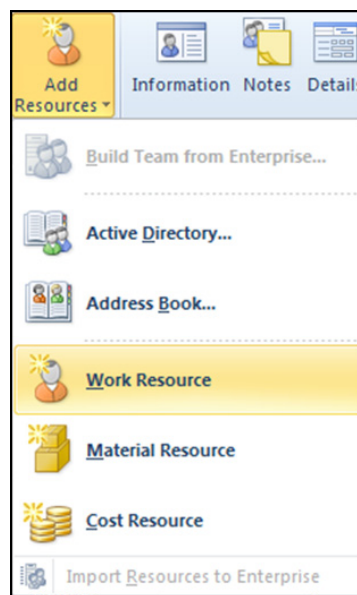 Add
Resources
Information
Notes
Details
Build Team from Enterprise...
Active Directory...
Address Book...
Work Resource
Material Resource
Cost Resource
Import Resources to Enterprise